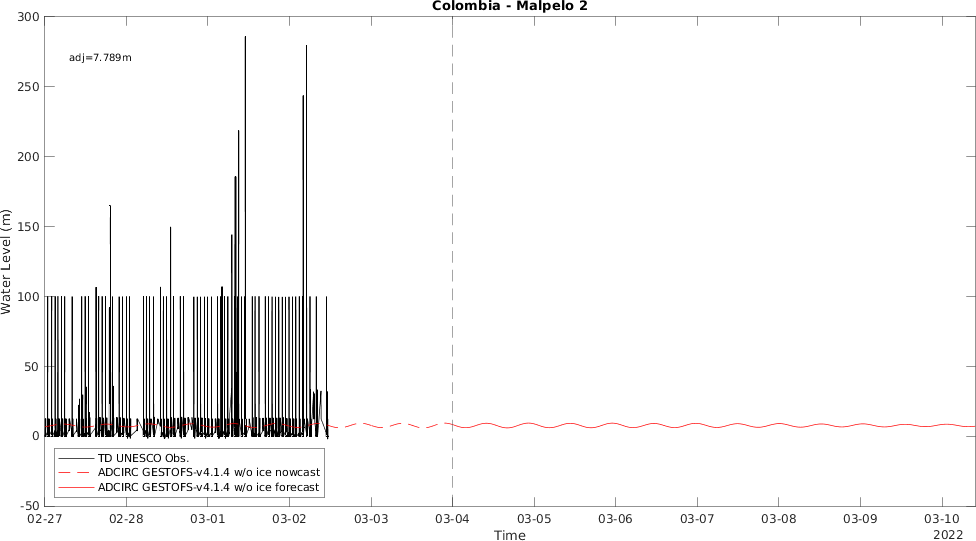 Colombia - Malpelo 2
300
adj=7.789m
250
200
150
100
50
0
-50
Water Level (m)
TD UNESCO Obs.
ADCIRC GESTOFS-v4.1.4 w/o ice nowcast
ADCIRC GESTOFS-v4.1.4 w/o ice forecast
02-27 02-28 03-01 03-02 03-03 03-04 03-05 03-06 03-07 03-08 03-09 03-10
Time
2022